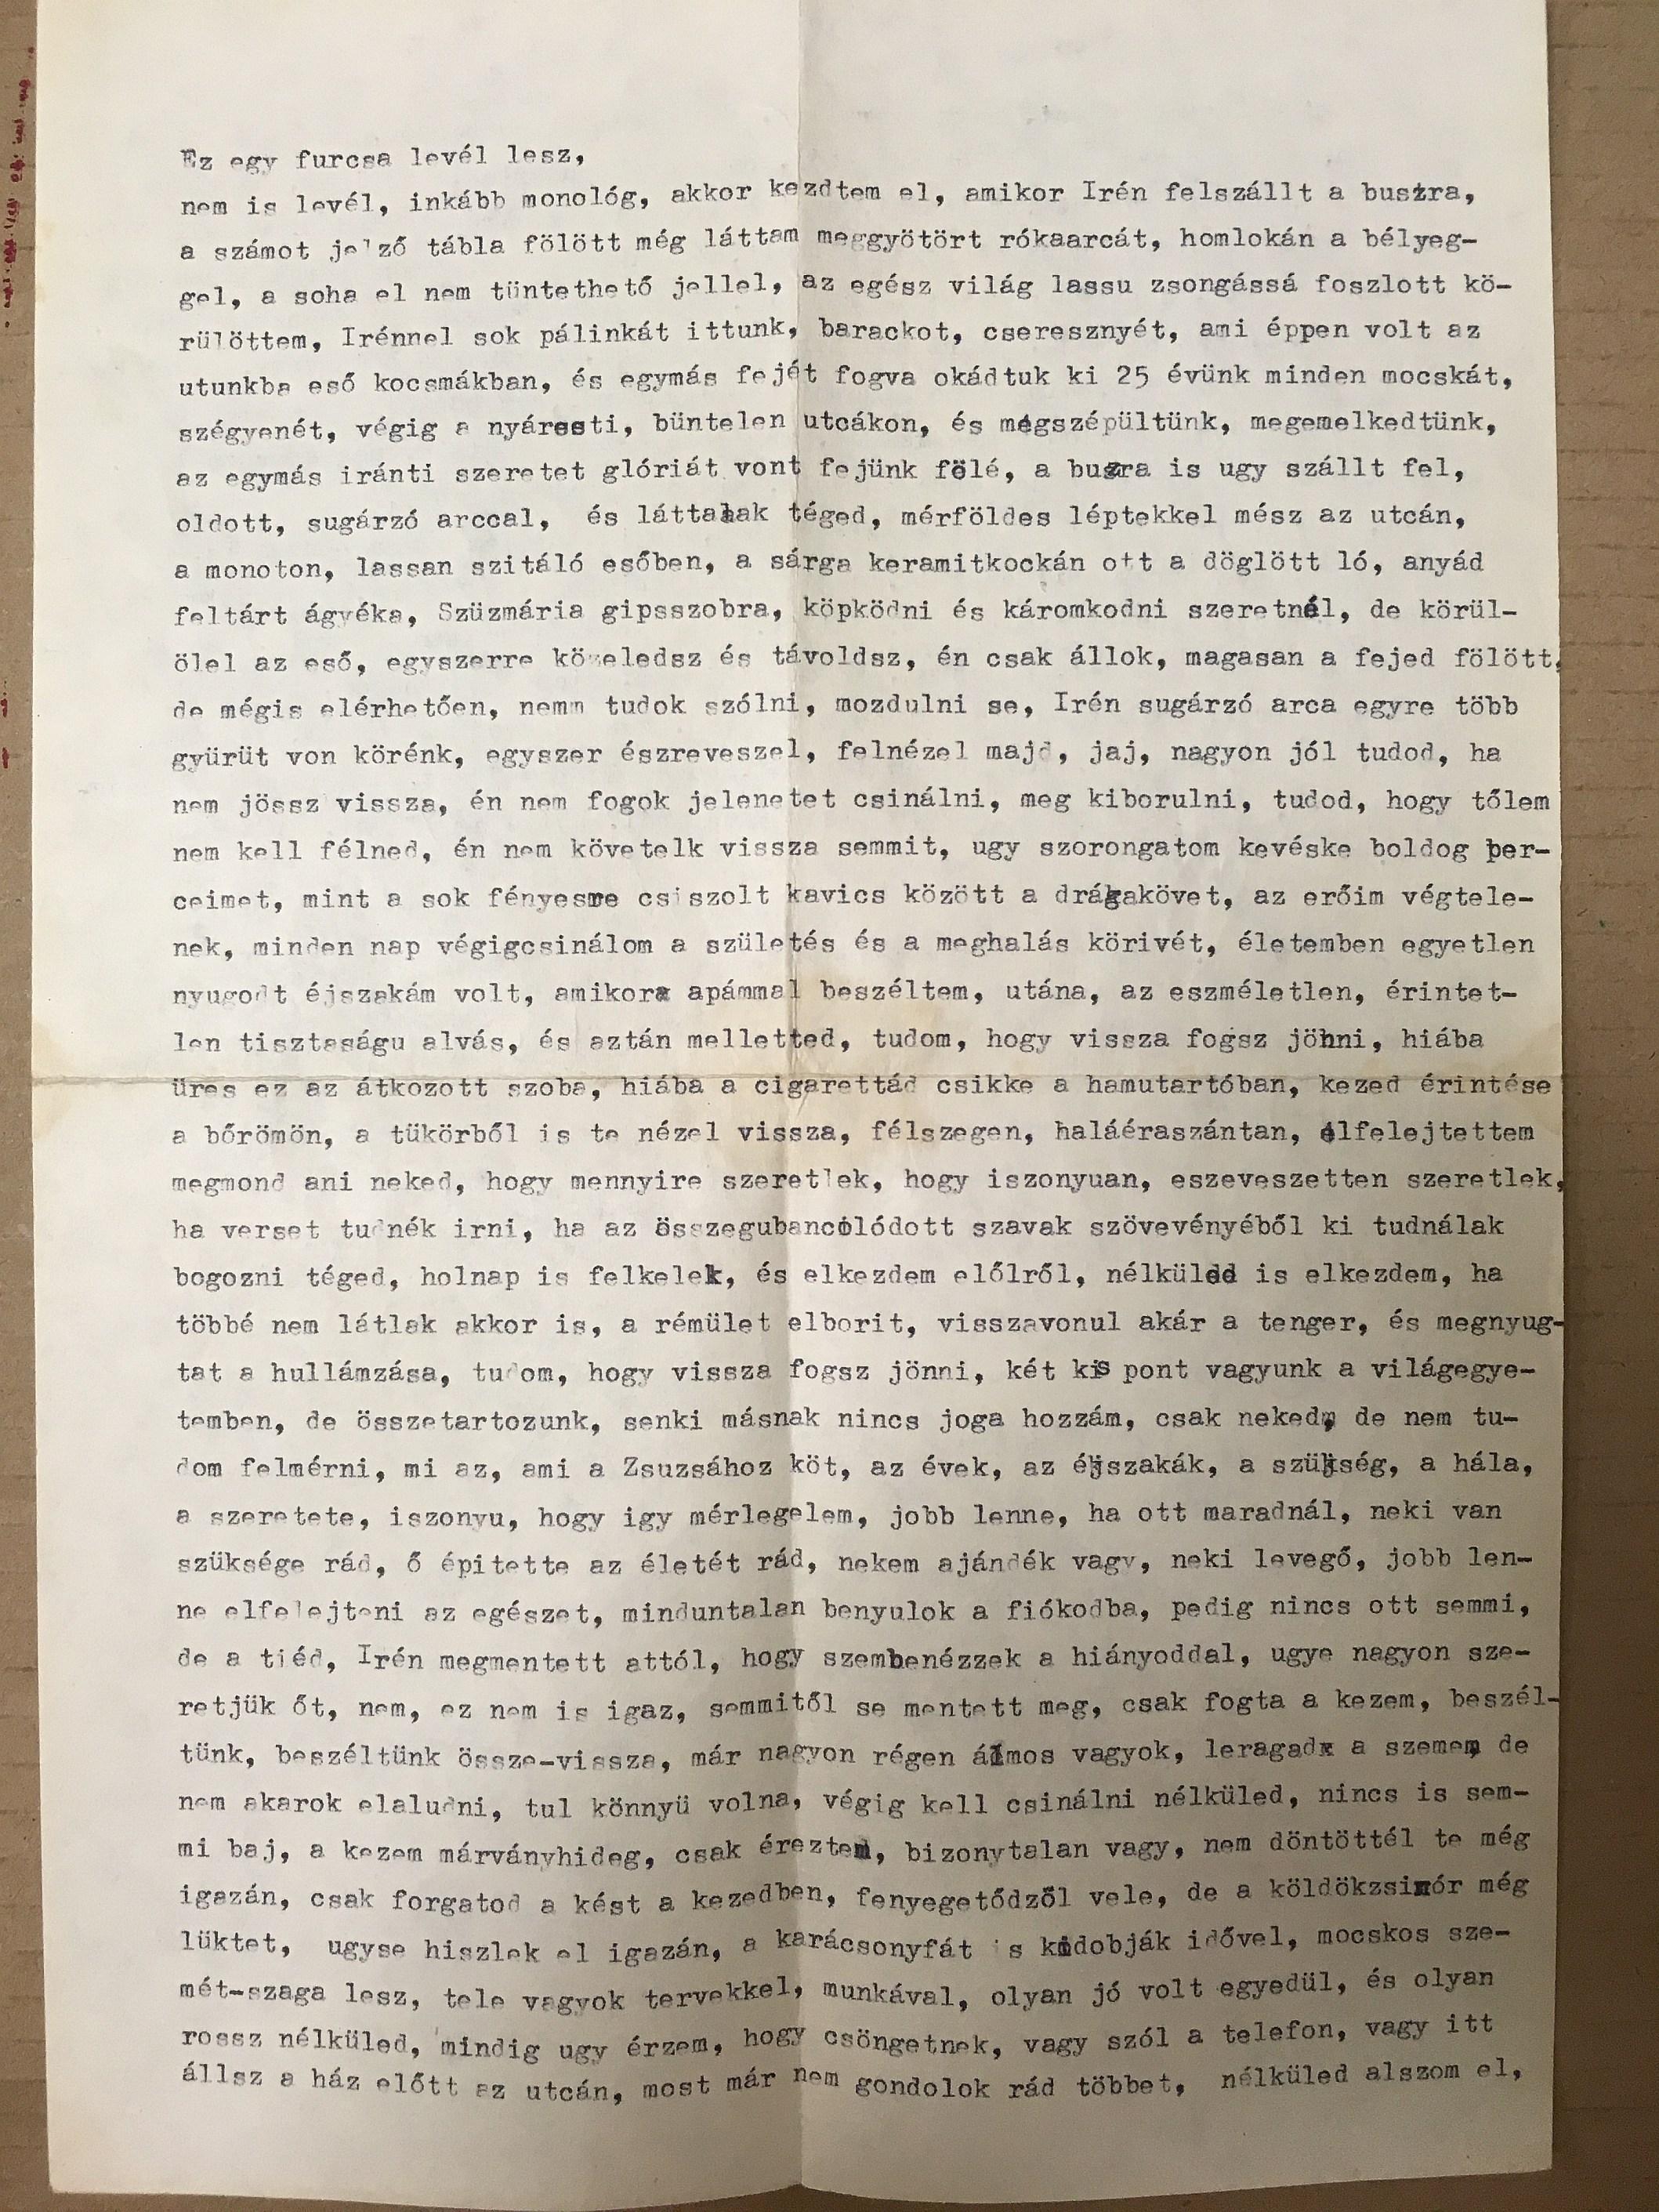 Ez egy furcsa levél lesz,
nem is levél, inkább monológ, akkor kezdtem el, amikor Irén felszállt a buszra,
a számot jelző tábla fölött még láttam meggyötört rókaarcát, homlokán a bélyeg-
gel, a soha el nem tüntethető jellel, az egész világ lassu zsongássá foszlott kö-
rülöttem, Irénnel sok pálinkát ittunk, barackot, cseresznyét, ami éppen volt az
utunkba eső kocsmákban, és egymás fejét fogva okádtuk ki 25 évünk minden mocskát,
szégyenét, végig a nyáresti, büntelen utcákon, és megszépültünk, megemelkedtünk,
az egymás iránti szeretet glóriát vont fejünk fölé, a buszra is ugy szállt fel,
oldott, sugárzó arccal, és láttalak téged, mérföldes léptekkel mész az utcán,
a monoton, lassan szitáló esőben, a sárga keramitkockán ott a döglött ló, anyád
feltárt ágyéka, Szüzmária gipsszobra, köpködni és káromkodni szeretnél, de körül-
ölel az eső, egyszerre közeledsz és távoldsz, én csak állok, magasan a fejed fölött,
de mégis elérhetően, nemm tudok szólni, mozdulni se, Irén sugárzó arca egyre több
gyürüt von körénk, egyszer észreveszel, felnézel majd, jaj, nagyon jól tudod, ha
nem jössz vissza, én nem fogok jelenetet csinálni, meg kiborulni, tudod, hogy tőlem
nem kell félned, én nem követelk vissza semmit, ugy szorongatom kevéske boldog per-
ceimet, mint a sok fényesre csiszolt kavics között a drágakövet, az erőim végtele-
nek, minden nap végigcsinálom a születés és a meghalás körivét, életemben egyetlen
nyugodt éjszakám volt, amikor apámmal beszéltem, utána, az eszméletlen, érintet-
len tisztaságu alvás, és aztán melletted, tudom, hogy vissza fogsz jönni, hiába
üres ez az átkozott szoba, hiába a cigarettád csikke a hamutartóban, kezed érintése
a bőrömön, a tükörből is te nézel vissza, félszegen, haláéraszántan, elfelejtettem
megmond ani neked, hogy mennyire szeretlek, hogy iszonyuan, eszeveszetten szeretlek,
ha verset tudnék irni, ha az összegubancolódott szavak szövevényéből ki tudnálak
bogozni téged, holnap is felkelek, és elkezdem előlről, nélküled is elkezdem, ha
többé nem látlak akkor is, a rémület elborit, visszavonul akár a tenger, és megnyug-
tat a hullámzása, tudom, hogy vissza fogsz jönni, két kis pont vagyunk a világegye-
temben, de összetartozunk, senki másnak nincs joga hozzám, csak neked, de nem tu-
dom felmérni, mi az, ami a Zsuzsához köt, az évek, az éjszakák, a szükség, a hála,
a szeretete, iszonyu, hogy igy mérlegelem, jobb lenne, ha ott maradnál, neki van
szüksége rád, ő épitette az életét rád, nekem ajándék vagy, neki levegő, jobb len-
ne elfelejteni az egészet, minduntalan benyulok a fiókodba, pedig nincs ott semmi,
de a tiéd, Irén megmentett attól, hogy szembenézzek a hiányoddal, ugye nagyon sze-
retjük őt, nem, ez nem is igaz, semmitől se mentett meg, csak fogta a kezem, beszél-
tünk, beszéltünk össze-vissza, már nagyon régen álmos vagyok, leragad a szemem, de
nem akarok elaludni, tul könnyü volna, végig kell csinálni nélküled, nincs is sem-
mi baj, a kezem márványhideg, csak éreztem, bizonytalan vagy, nem döntöttél te még
igazán, csak forgatod a kést a kezedben, fenyegetődzől vele, de a köldökzsinór még
lüktet, ugyse hiszlek el igazán, a karácsonyfát is kidobják idővel, mocskos sze-
mét-szaga lesz, tele vagyok tervekkel, munkával, olyan jó volt egyedül, és olyan
rossz nélküled, mindig ugy érzem, hogy csöngetnek, vagy szól a telefon, vagy itt
állsz a ház előtt az utcán, most már nem gondolok rád többet, nélküled alszom el,